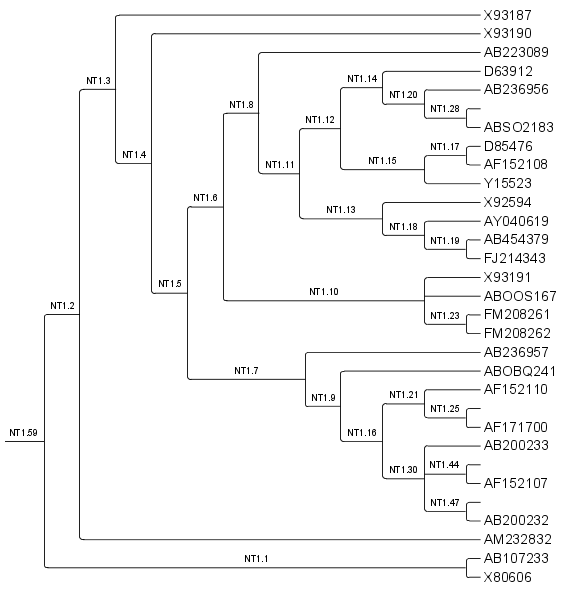 X93187
X93190
NT1.3
AB223089
D63912
NT1.14
AB236956
NT1.20
NT1.8
NT1.28
NT1.12
ABSO2183
D85476
NT1.17
NT1.4
AF152108
NT1.11
NT1.15
Y15523
NT1.6
X92594
NT1.13
AY040619
NT1.18
AB454379
NT1.19
FJ214343
X93191
NT1.5
NT1.10
ABOOS167
NT1.2
FM208261
NT1.23
FM208262
AB236957
NT1.7
ABOBQ241
AF152110
NT1.21
NT1.9
NT1.25
AF171700
NT1.59
NT1.16
AB200233
NT1.44
NT1.30
AF152107
NT1.47
AB200232
AM232832
AB107233
NT1.1
X80606